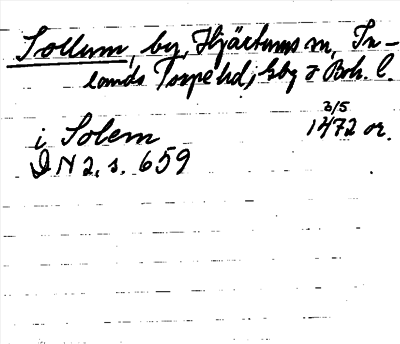 Sollum, by, Hjärtums sn, In-
lands Torpe hd, Gbg o Boh. l.
i Solem 3/5 1472 or.
DN 2, s. 659